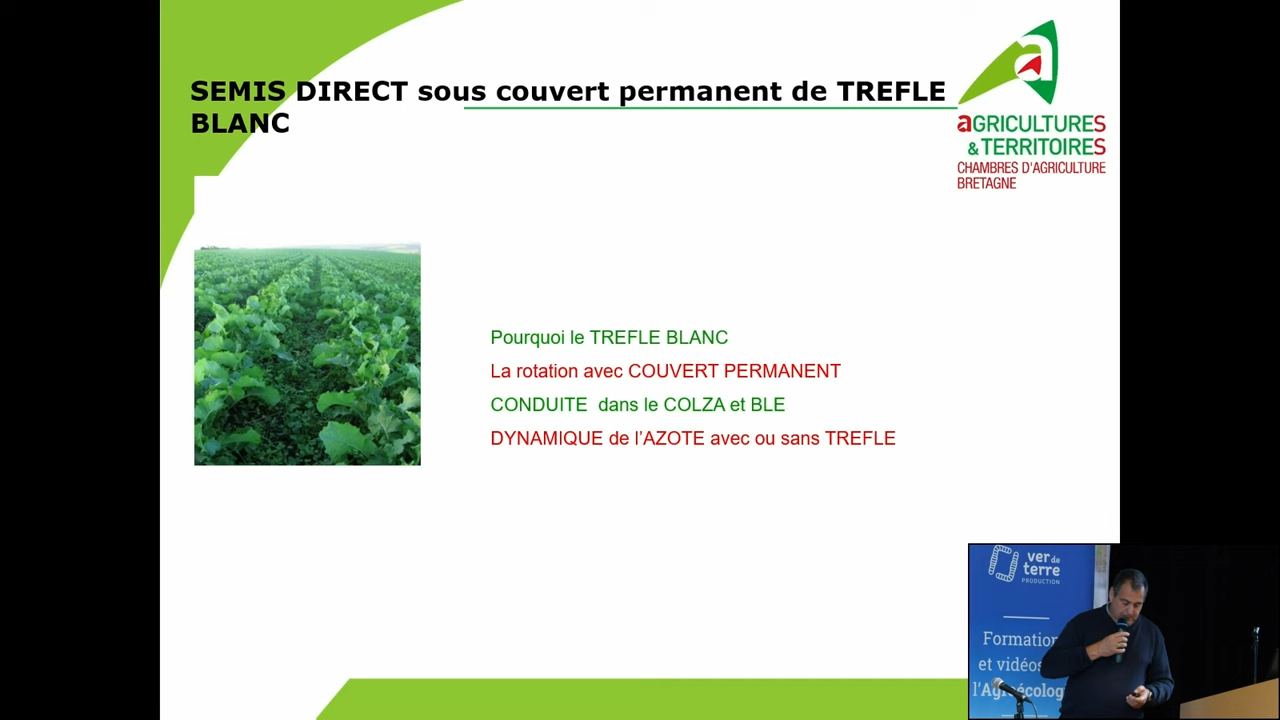 SEMIS DIRECT sous couvert permanent de TREFLE
BLANC
aGRICULTURES
& TERRITOIRES
CHAMBRES D'AGRICULTURE
BRETAGNE
Pourquoi le TREFLE BLANC
La rotation avec COUVERT PERMANENT
CONDUITE  dans le COLZA et BLE
DYNAMIQUE de l'AZOTE avec ou sans TREFLE
ver de
terre
PRODUCTION
Formation
et vidéos